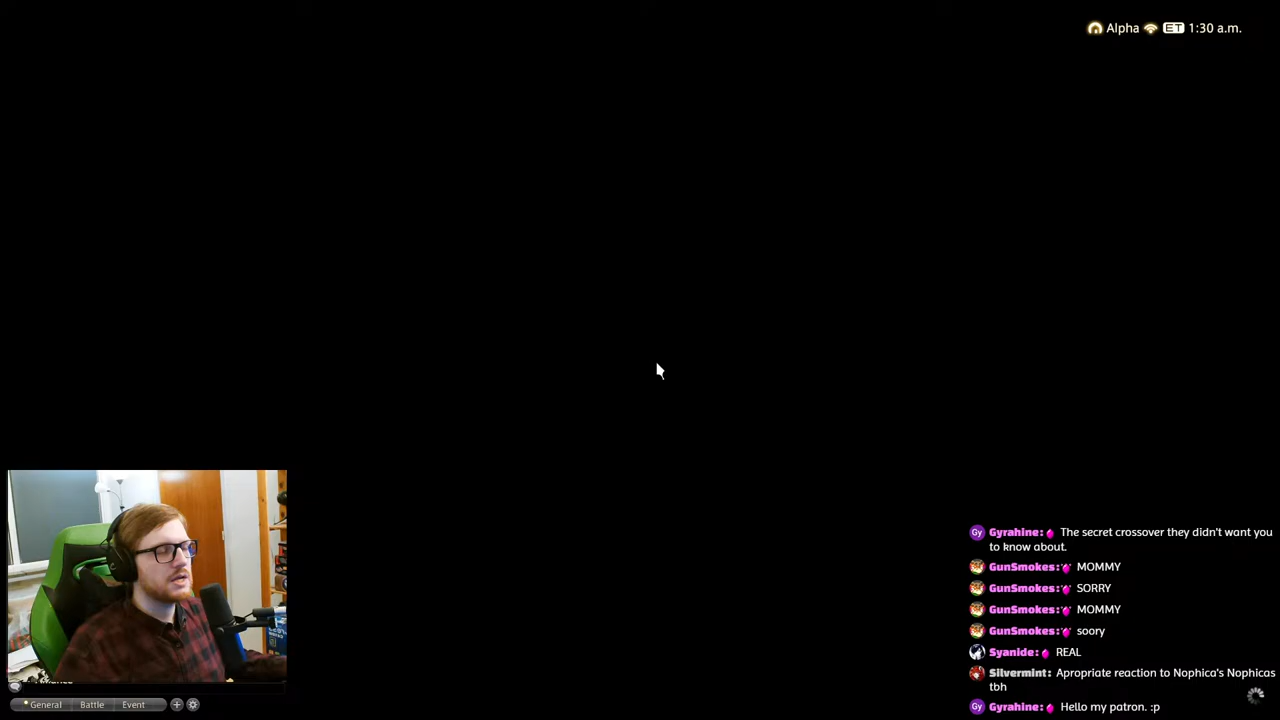 Alpha ET 1:30 a.m.
Gy Gyrahine: The secret crossover they didn't want you
to know about.
GunSmokes: MOMMY
GunSmokes: SORRY
GunSmokes: MOMMY
GunSmokes: soory
Syanide: REAL
Silvermint: Apropriate reaction to Nophica's Nophicas
tbh
Gy Gyrahine: Hello my patron. :p
General Battle Event